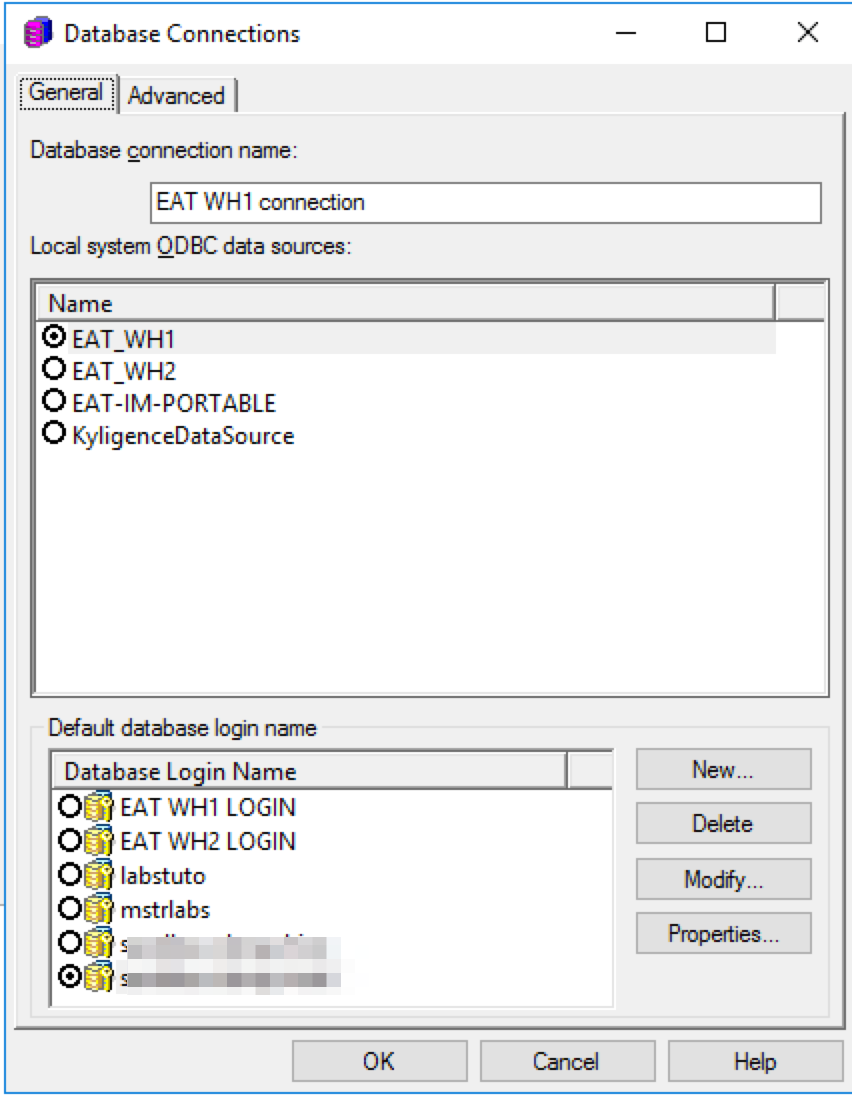 Database Connections
General Advanced
Database connection name:
EAT WH1 connection
Local system ODBC data sources:
Name
EAT_WH1
EAT_WH2
EAT-IM-PORTABLE
KyligenceDataSource
Default database login name
Database Login Name
New...
EAT WH1 LOGIN
Delete
EAT WH2 LOGIN
labstuto
Modify...
mstrlabs
Properties...
OK Cancel Help